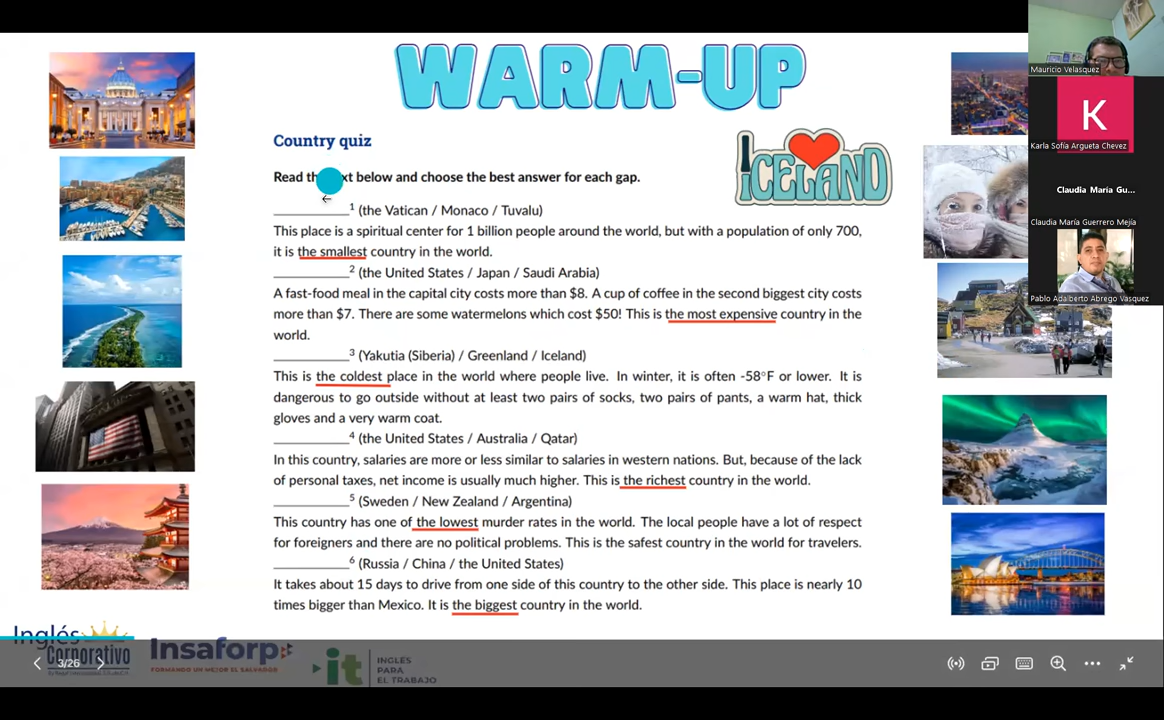 WARM-UP
Country quiz
I ICELAND
Read the text below and choose the best answer for each gap.
____________1 (the Vatican / Monaco / Tuvalu)
This place is a spiritual center for 1 billion people around the world, but with a population of only 700,
it is the smallest country in the world.
____________2 (the United States / Japan / Saudi Arabia)
A fast-food meal in the capital city costs more than $8. A cup of coffee in the second biggest city costs
more than $7. There are some watermelons which cost $50! This is the most expensive country in the
world.
____________3 (Yakutia (Siberia) / Greenland / Iceland)
This is the coldest place in the world where people live. In winter, it is often -58°F or lower. It is
dangerous to go outside without at least two pairs of socks, two pairs of pants, a warm hat, thick
gloves and a very warm coat.
____________4 (the United States / Australia / Qatar)
In this country, salaries are more or less similar to salaries in western nations. But, because of the lack
of personal taxes, net income is usually much higher. This is the richest country in the world.
____________5 (Sweden / New Zealand / Argentina)
This country has one of the lowest murder rates in the world. The local people have a lot of respect
for foreigners and there are no political problems. This is the safest country in the world for travelers.
____________6 (Russia / China / the United States)
It takes about 15 days to drive from one side of this country to the other side. This place is nearly 10
times bigger than Mexico. It is the biggest country in the world.
Mauricio Velasquez
K
Karla Sofía Argueta Chevez
Claudia María Gu...
Claudia María Guerrero Mejía
Pablo Adalberto Abrego Vasquez
Inglés
Corporativo
3/26
Insaforp
FORMANDO UN MEJOR EL SALVADOR
it
INGLÉS
PARA
EL TRABAJO